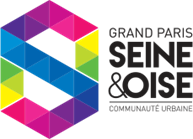 GRAND PARIS
SEINE
&OISE
COMMUNAUTÉ URBAINE